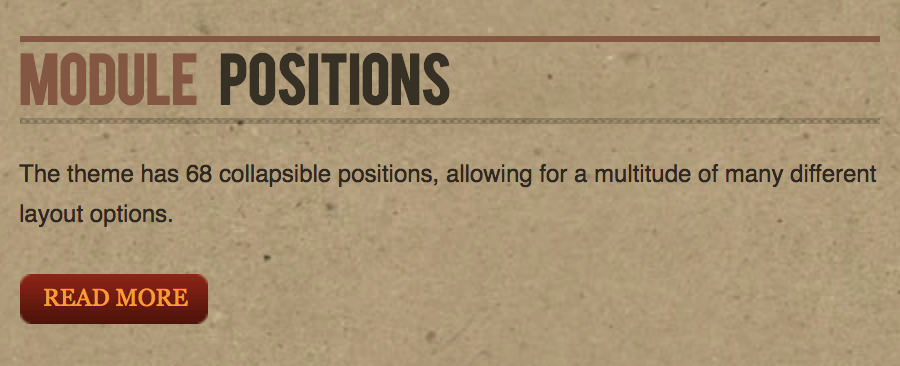 MODULE POSITIONS
The theme has 68 collapsible positions, allowing for a multitude of many different
layout options.
READ MORE